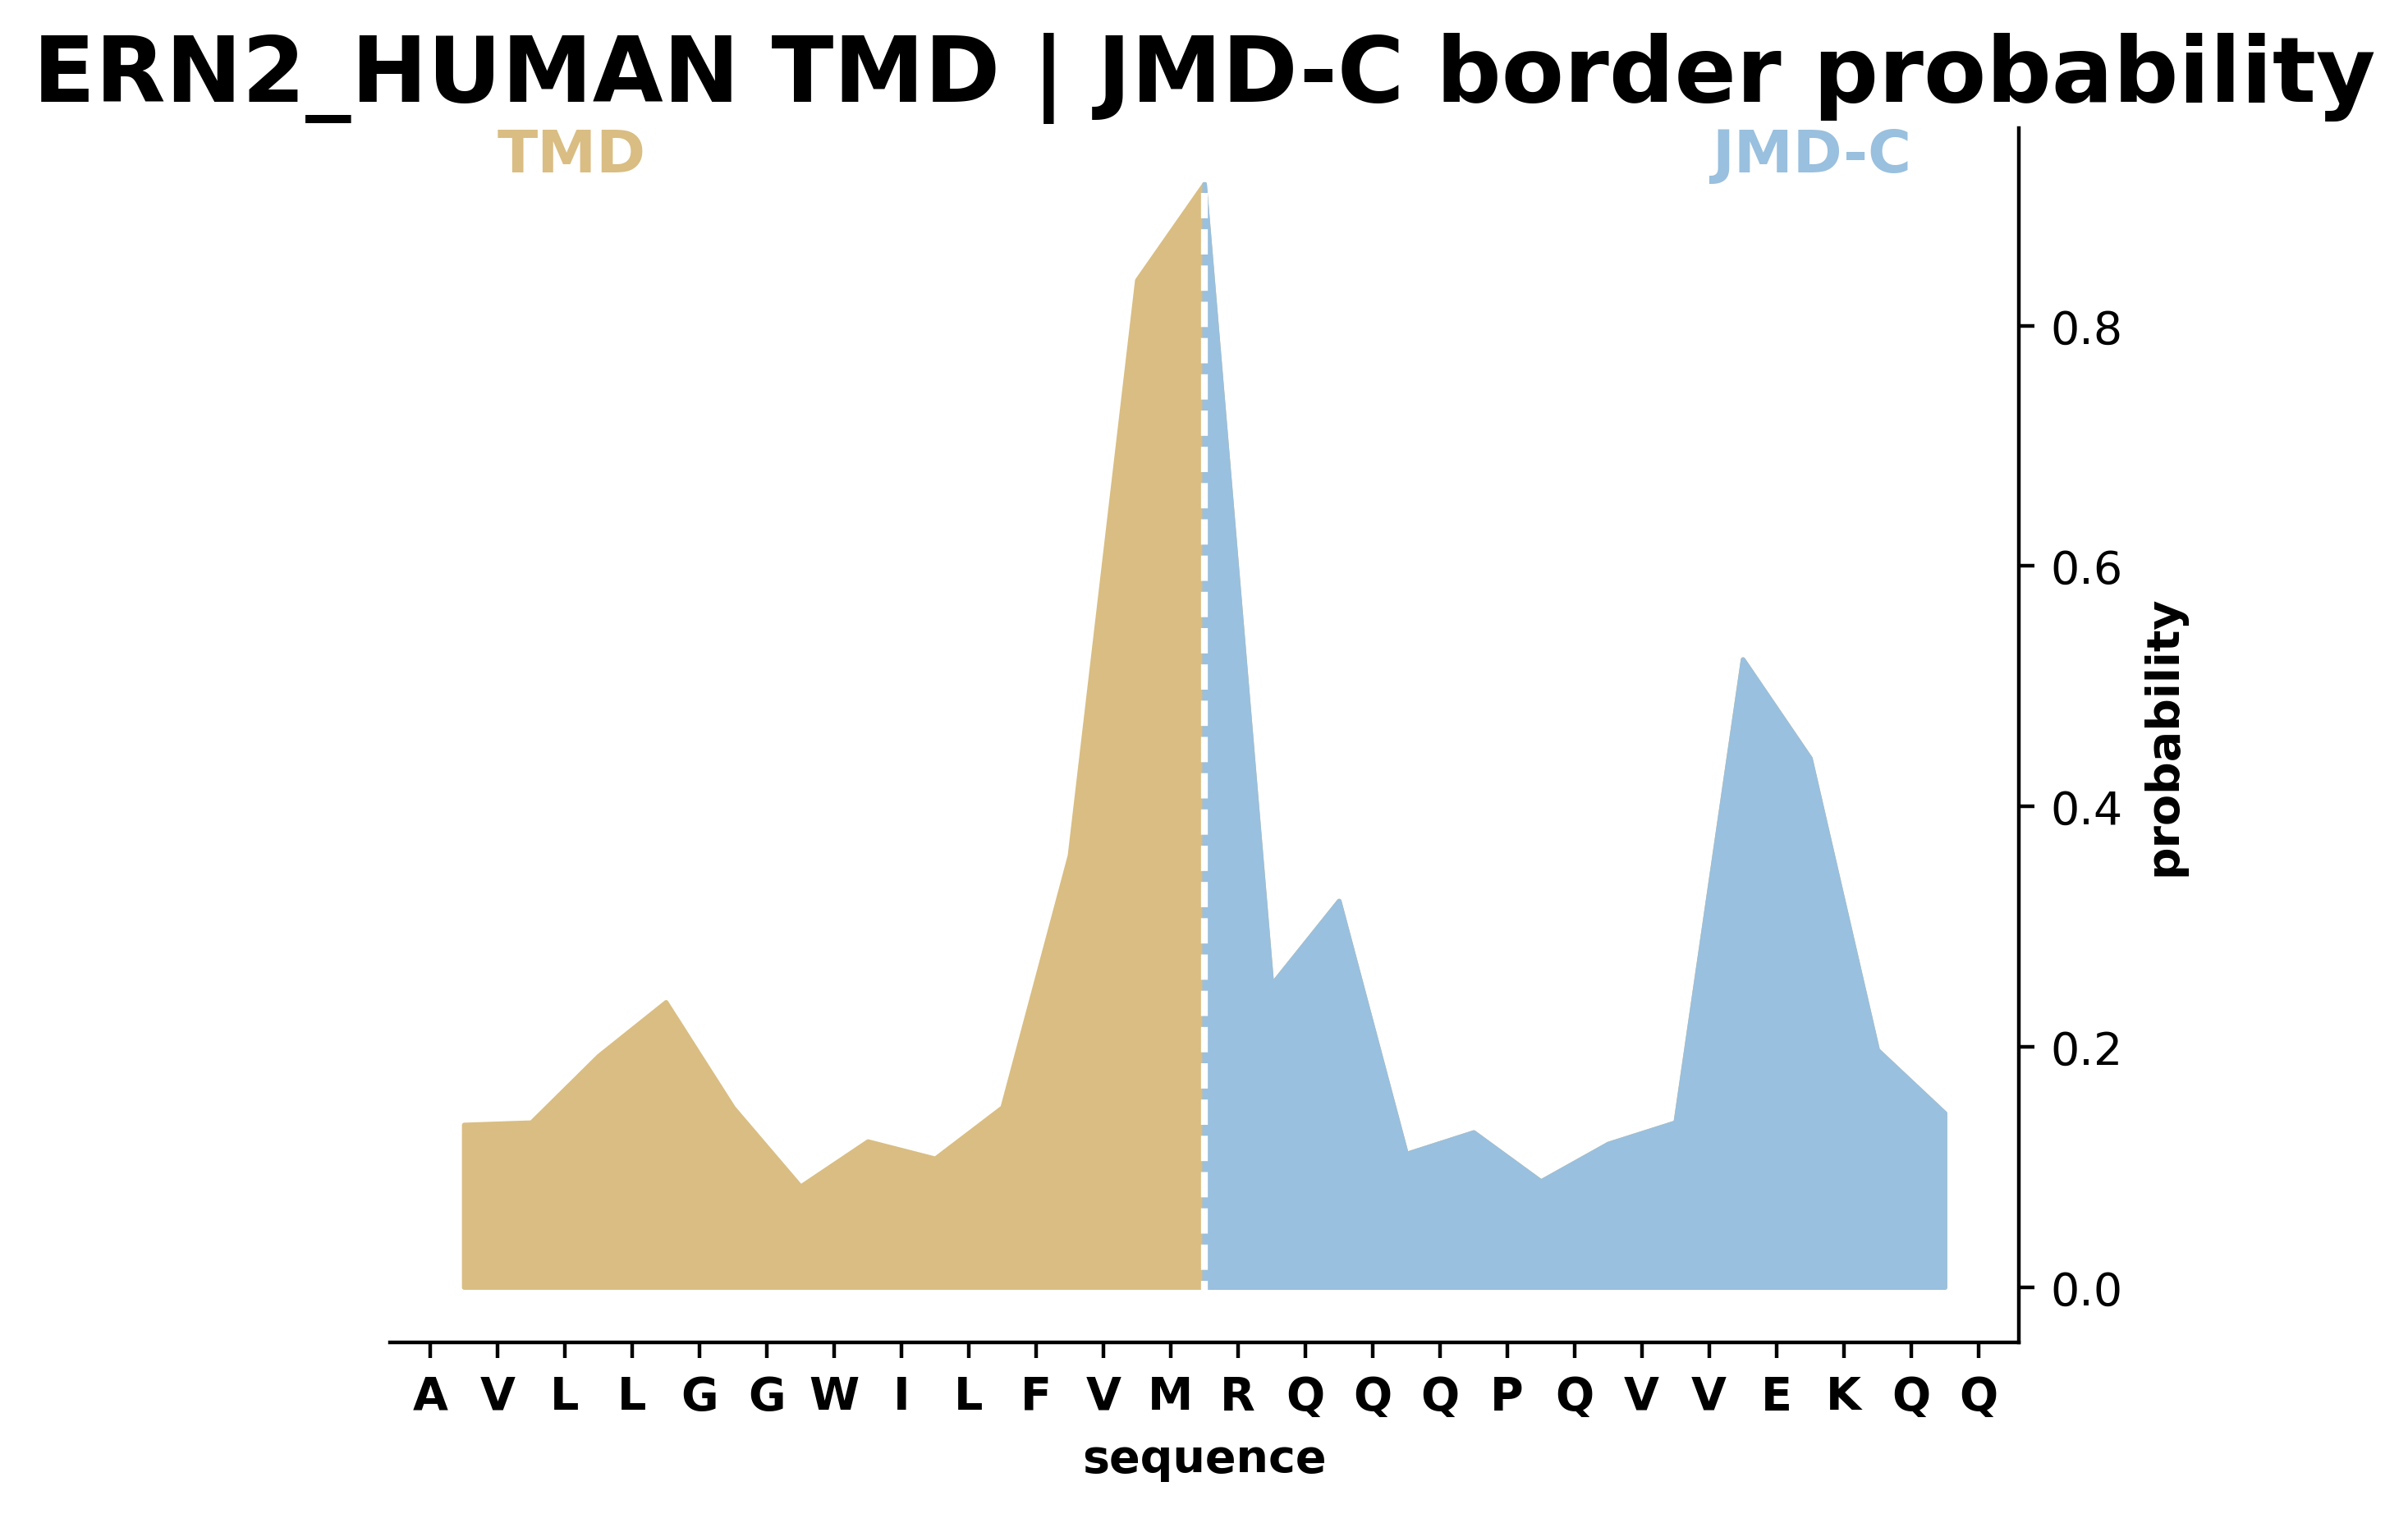 ERN2_HUMAN TMD | JMD-C border probability
TMD JMD-C
0.8
0.6
0.4
0.2
0.0
probability
A V L L G G W I L F V M R Q Q Q P Q V V E K Q Q
sequence